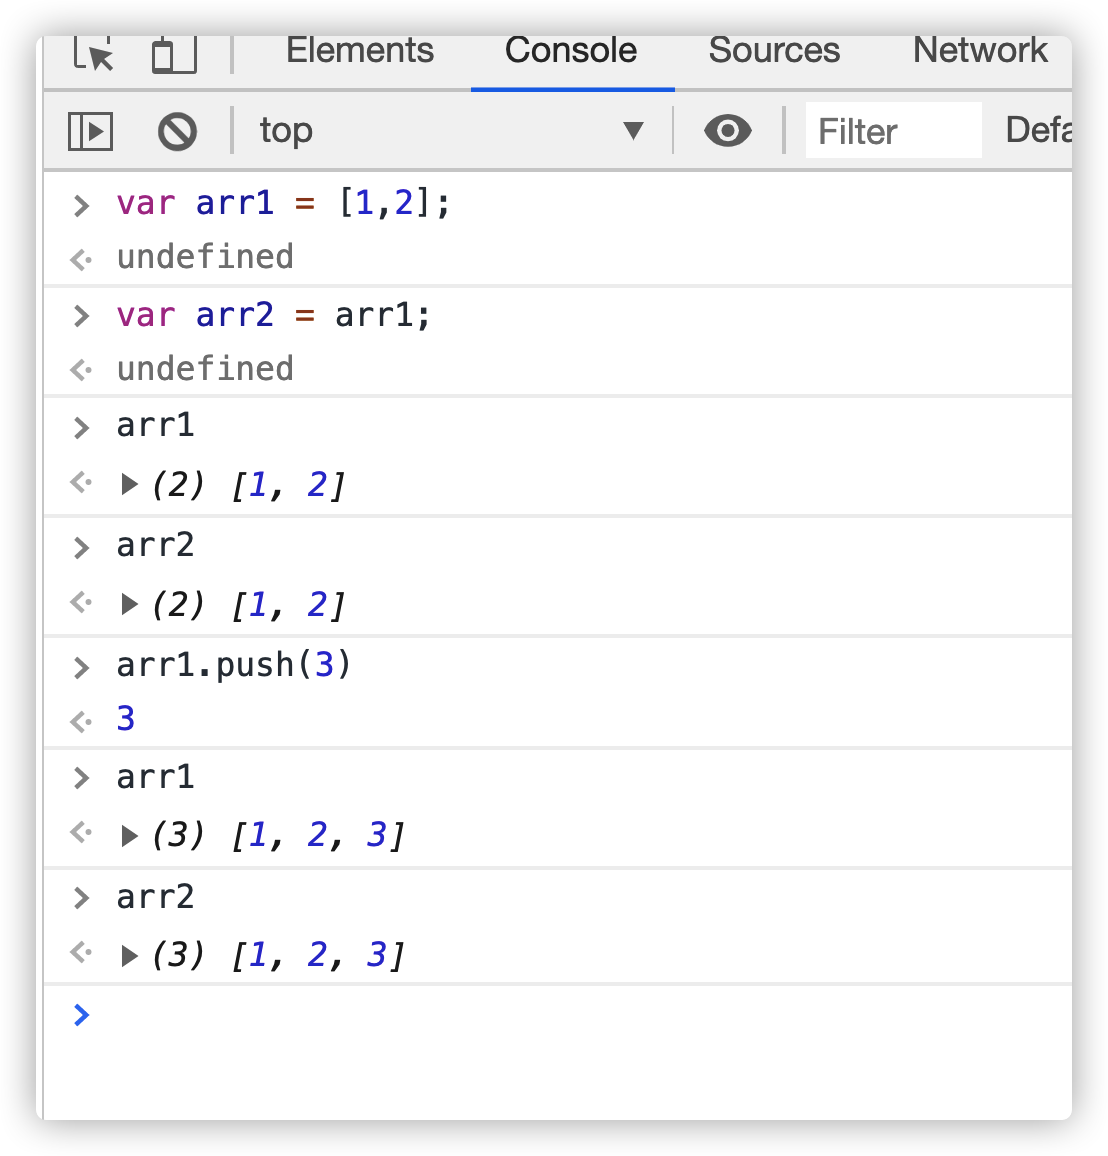 Elements Console Sources Network
top Filter Defa
var arr1 = [1,2];
undefined
var arr2 = arr1;
undefined
arr1
(2) [1, 2]
arr2
(2) [1, 2]
arr1.push(3)
3
arr1
(3) [1, 2, 3]
arr2
(3) [1, 2, 3]